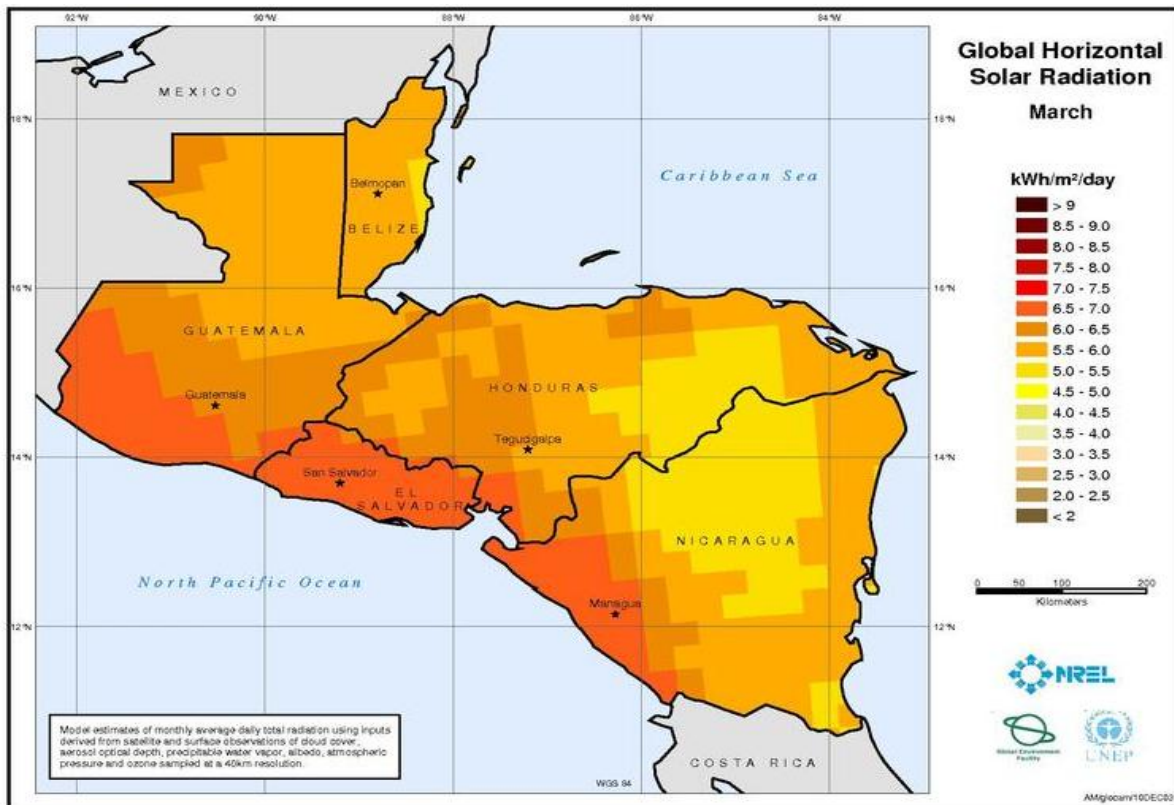 92°W
90°W
88°W
86°W
84°W
Global Horizontal
Solar Radiation
March
MEXICO
18°N
18°N
Caribbean Sea
Belmopan
BELIZE
kWh/m²/day
> 9
8.5 - 9.0
8.0 - 8.5
7.5 - 8.0
7.0 - 7.5
6.5 - 7.0
6.0 - 6.5
5.5 - 6.0
5.0 - 5.5
4.5 - 5.0
4.0 - 4.5
3.5 - 4.0
3.0 - 3.5
2.5 - 3.0
2.0 - 2.5
< 2
16°N
16°N
GUATEMALA
Guatemala
HONDURAS
Tegucigalpa
14°N
14°N
San Salvador
EL
SALVADOR
NICARAGUA
North Pacific Ocean
Managua
0 50 100 200
Kilometers
12°N
12°N
NREL
Global Environment
Facility
UNEP
Model estimates of monthly average daily total radiation using inputs
derived from satellite and surface observations of cloud cover,
aerosol optical depth, precipitable water vapor, albedo, atmospheric
pressure and ozone sampled at a 40km resolution.
COSTA RICA
WGS 84